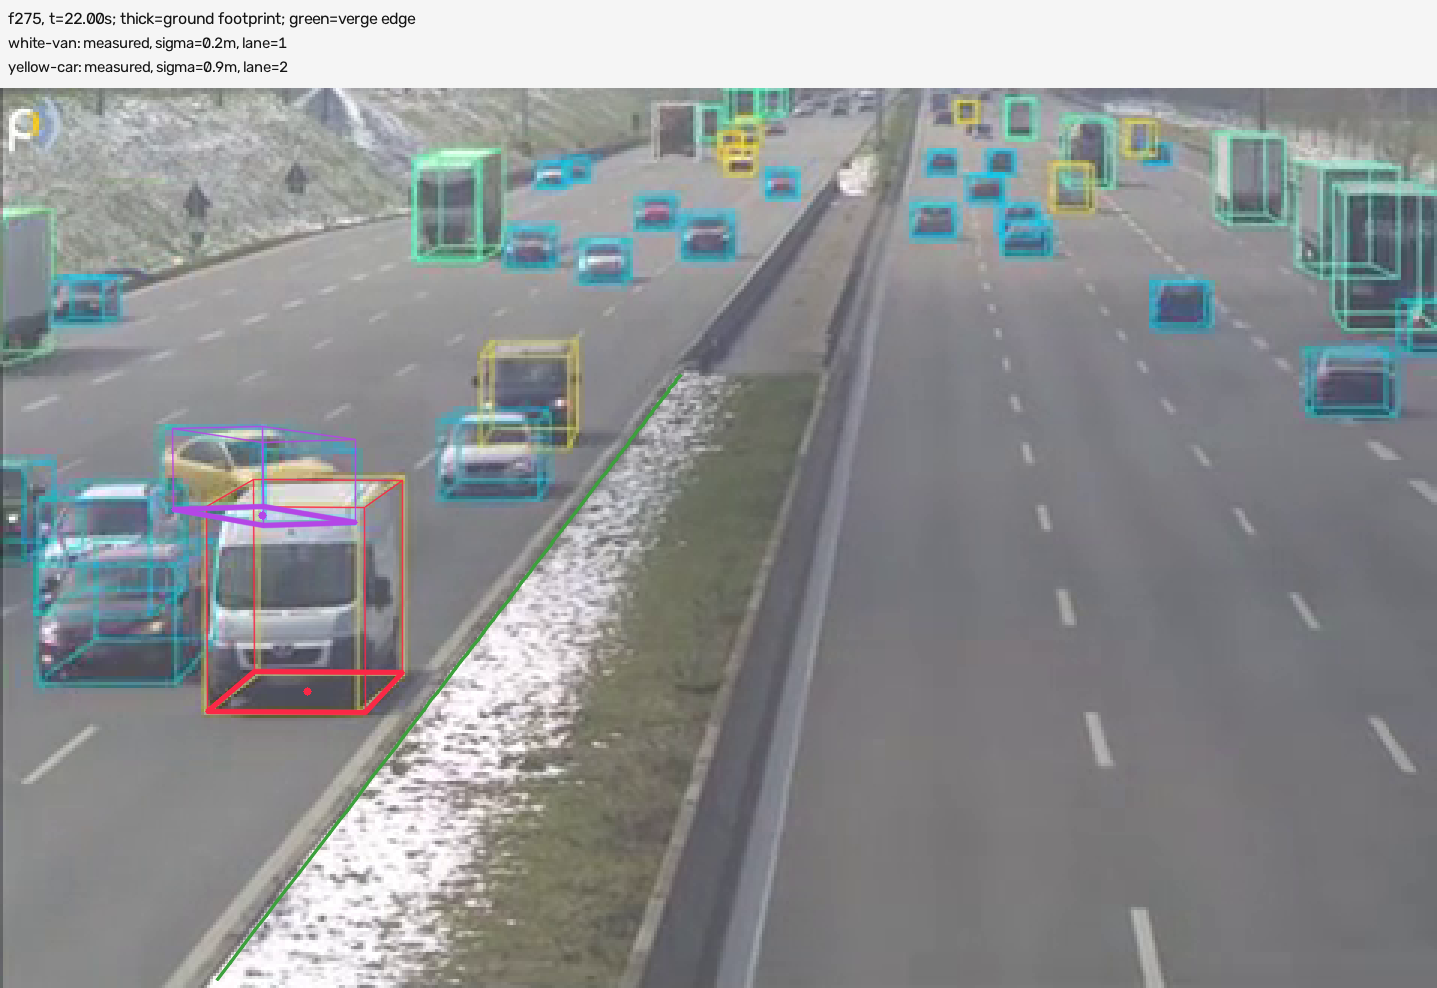 f275, t=22.00s; thick=ground footprint; green=verge edge
white-van: measured, sigma=0.2m, lane=1
yellow-car: measured, sigma=0.9m, lane=2